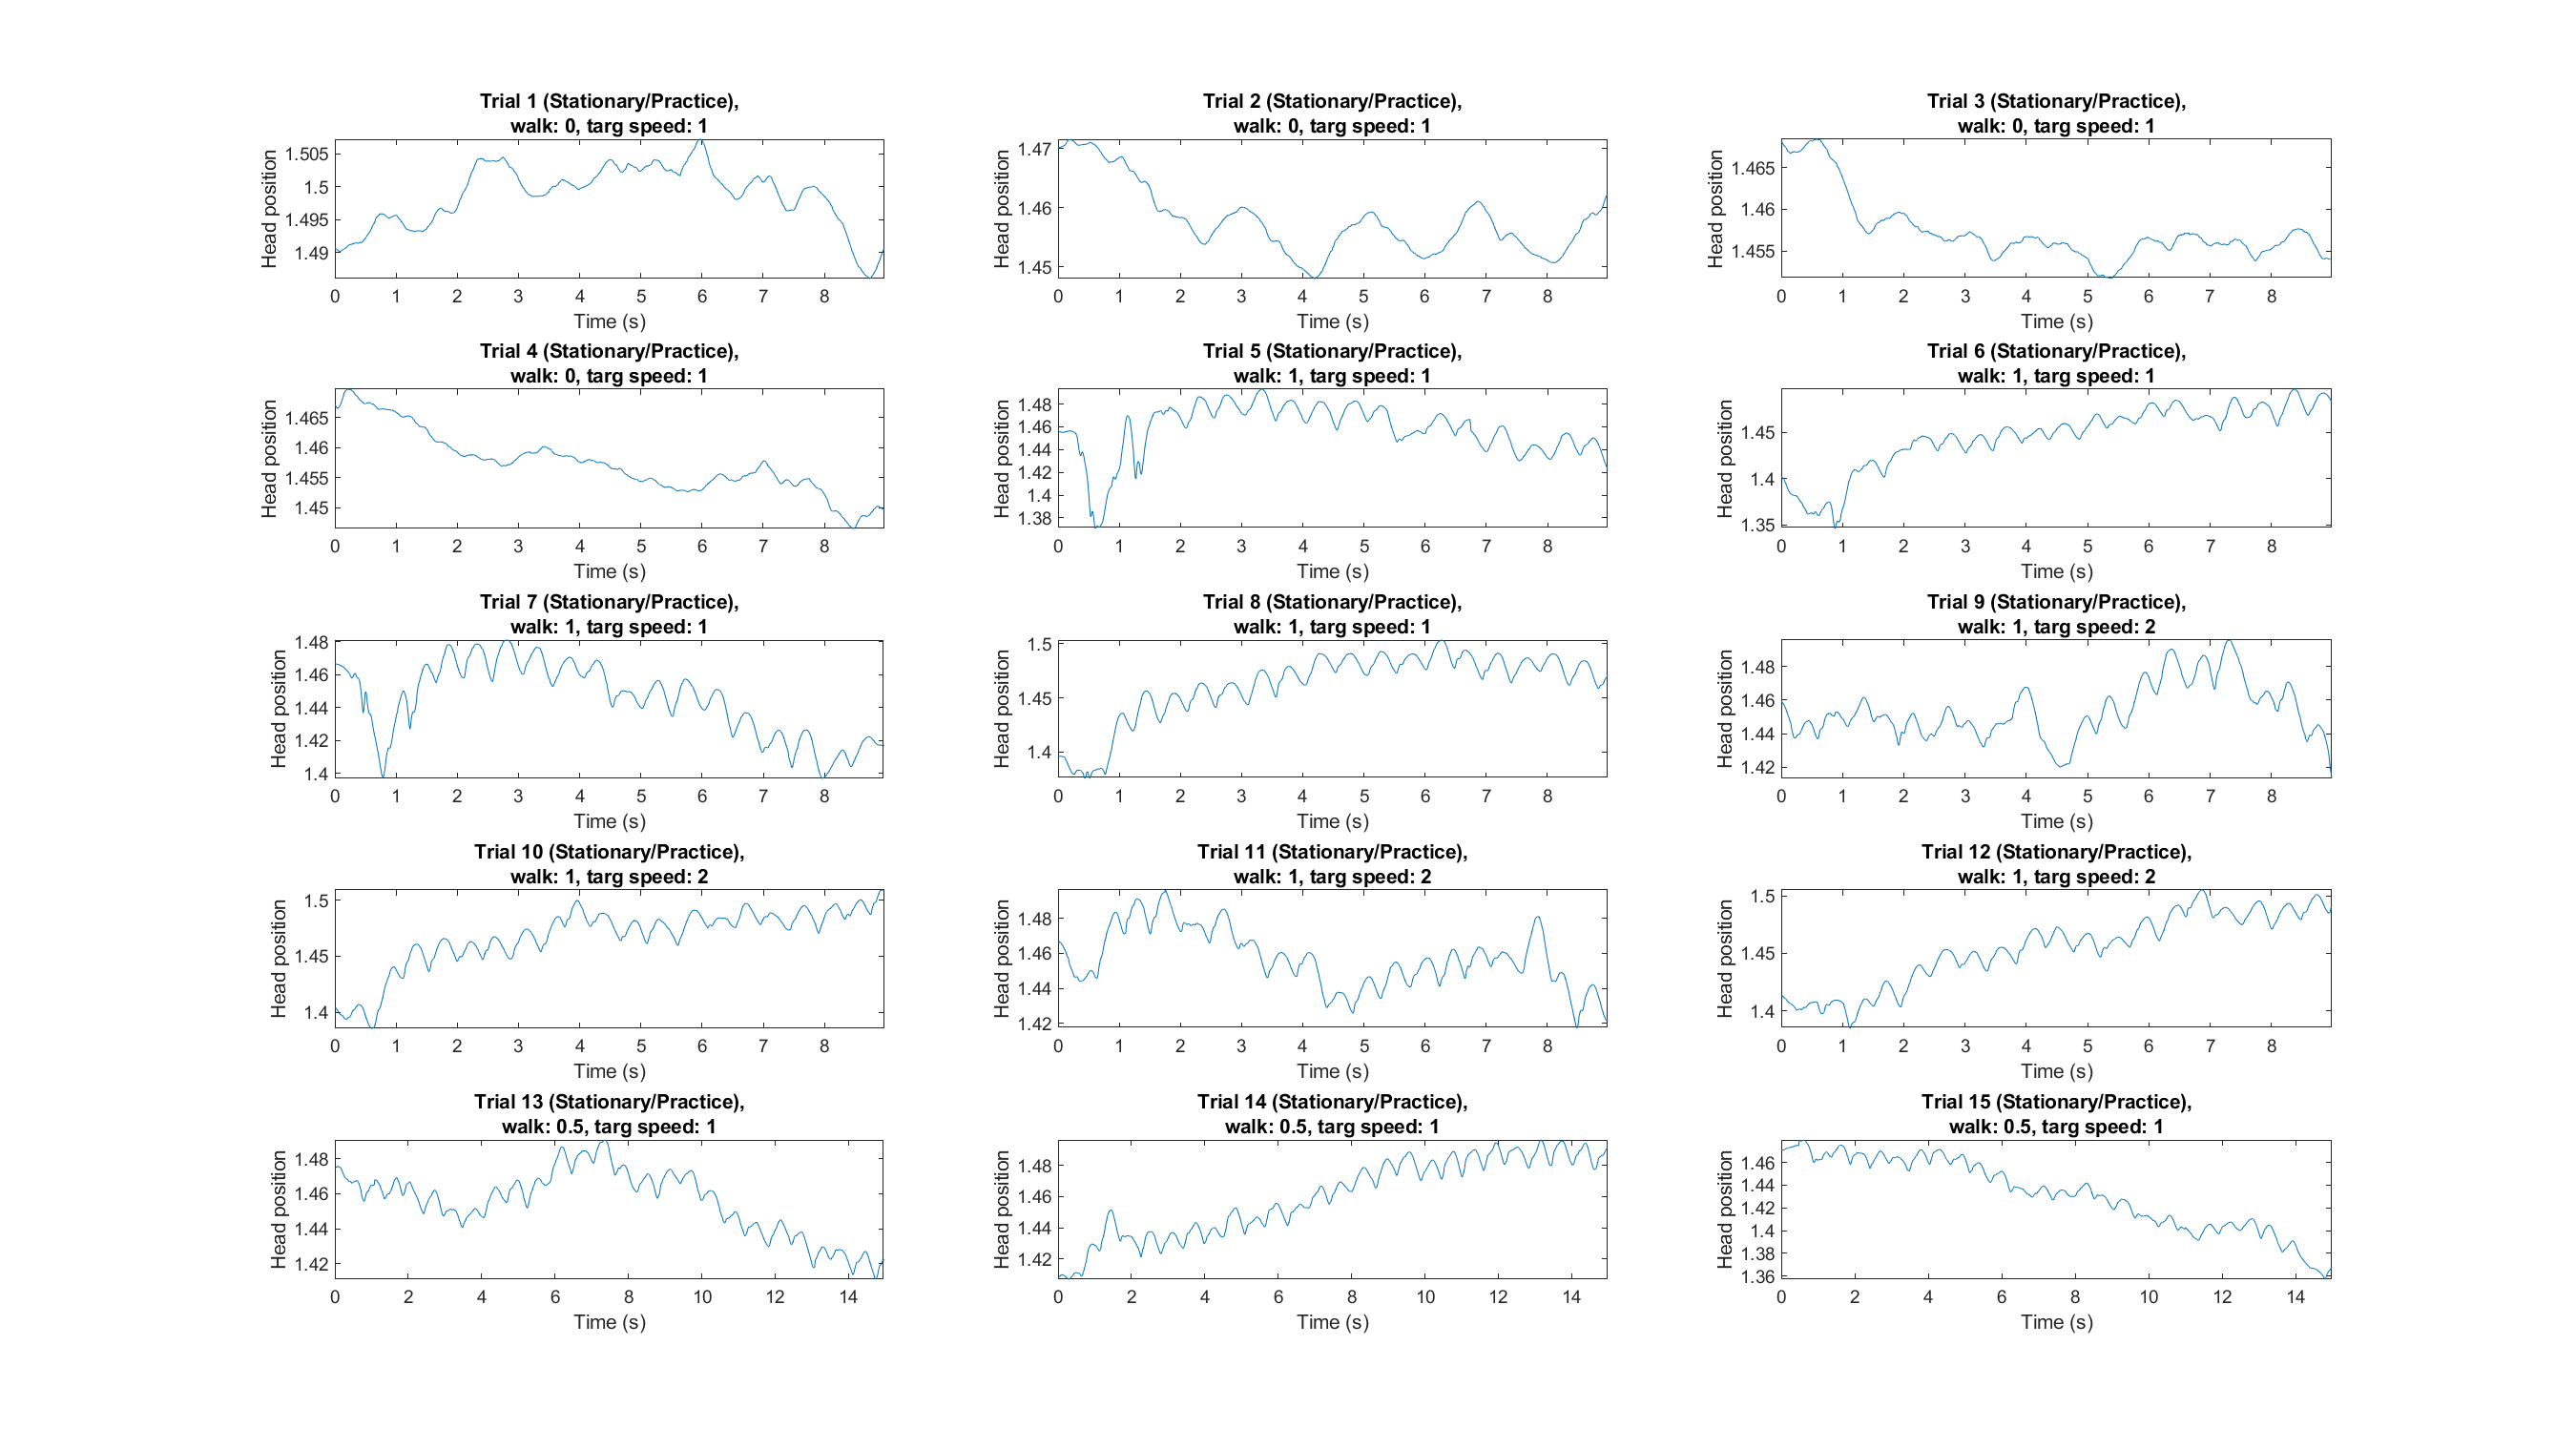 Trial 1 (Stationary/Practice),
walk: 0, targ speed: 1
Head position
1.505
1.5
1.495
1.49
0 1 2 3 4 5 6 7 8
Time (s)
Trial 2 (Stationary/Practice),
walk: 0, targ speed: 1
Head position
1.47
1.46
1.45
0 1 2 3 4 5 6 7 8
Time (s)
Trial 3 (Stationary/Practice),
walk: 0, targ speed: 1
Head position
1.465
1.46
1.455
0 1 2 3 4 5 6 7 8
Time (s)
Trial 4 (Stationary/Practice),
walk: 0, targ speed: 1
Head position
1.465
1.46
1.455
1.45
0 1 2 3 4 5 6 7 8
Time (s)
Trial 5 (Stationary/Practice),
walk: 1, targ speed: 1
Head position
1.48
1.46
1.44
1.42
1.4
1.38
0 1 2 3 4 5 6 7 8
Time (s)
Trial 6 (Stationary/Practice),
walk: 1, targ speed: 1
Head position
1.45
1.4
1.35
0 1 2 3 4 5 6 7 8
Time (s)
Trial 7 (Stationary/Practice),
walk: 1, targ speed: 1
Head position
1.48
1.46
1.44
1.42
1.4
0 1 2 3 4 5 6 7 8
Time (s)
Trial 8 (Stationary/Practice),
walk: 1, targ speed: 1
Head position
1.5
1.45
1.4
0 1 2 3 4 5 6 7 8
Time (s)
Trial 9 (Stationary/Practice),
walk: 1, targ speed: 2
Head position
1.48
1.46
1.44
1.42
0 1 2 3 4 5 6 7 8
Time (s)
Trial 10 (Stationary/Practice),
walk: 1, targ speed: 2
Head position
1.5
1.45
1.4
0 1 2 3 4 5 6 7 8
Time (s)
Trial 11 (Stationary/Practice),
walk: 1, targ speed: 2
Head position
1.48
1.46
1.44
1.42
0 1 2 3 4 5 6 7 8
Time (s)
Trial 12 (Stationary/Practice),
walk: 1, targ speed: 2
Head position
1.5
1.45
1.4
0 1 2 3 4 5 6 7 8
Time (s)
Trial 13 (Stationary/Practice),
walk: 0.5, targ speed: 1
Head position
1.48
1.46
1.44
1.42
0 2 4 6 8 10 12 14
Time (s)
Trial 14 (Stationary/Practice),
walk: 0.5, targ speed: 1
Head position
1.48
1.46
1.44
1.42
0 2 4 6 8 10 12 14
Time (s)
Trial 15 (Stationary/Practice),
walk: 0.5, targ speed: 1
Head position
1.46
1.44
1.42
1.4
1.38
1.36
0 2 4 6 8 10 12 14
Time (s)